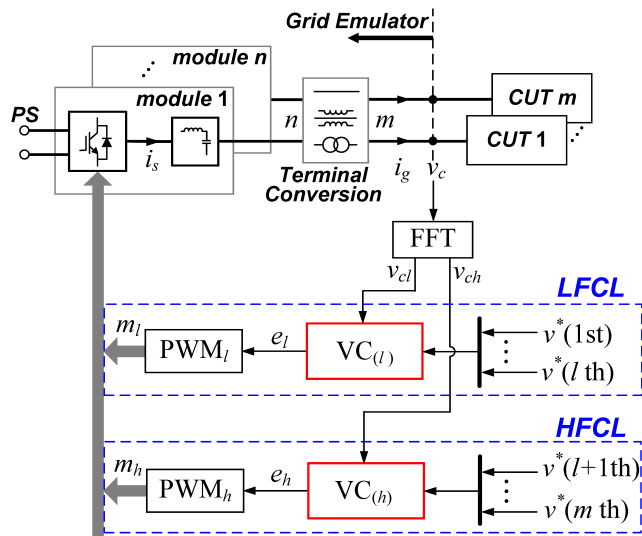 Grid Emulator
module n
module 1
PS
CUT m
CUT 1
n
m
i_s
Terminal
Conversion
i_g
v_c
FFT
v_cl
v_ch
LFCL
m_l
PWM_l
e_l
VC_(l)
v*(1st)
v*(l th)
HFCL
m_h
PWM_h
e_h
VC_(h)
v*(l+1th)
v*(m th)